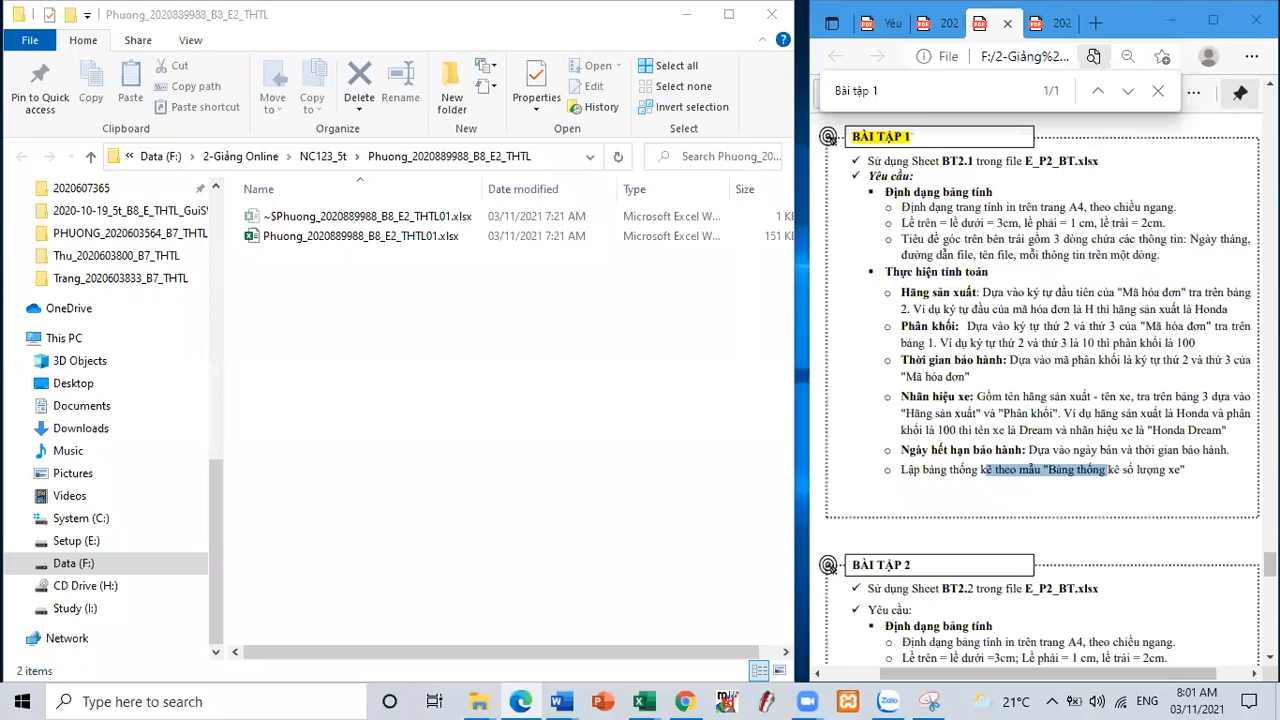 Phuong_2020889988_B8_E2_THTL
File Home Share View
Pin to Quick access
Copy
Paste
Cut
Copy path
Paste shortcut
Clipboard
Move to
Copy to
Delete
Rename
Organize
New folder
New
Properties
Open
Edit
History
Open
Select all
Select none
Invert selection
Select
Data (F:) 2-Giảng Online NC123_5t Phuong_2020889988_B8_E2_THTL
Search Phuong_20...
Name Date modified Type Size
~$Phuong_2020889988_B8_E2_THTL01.xlsx 03/11/2021 7:21 AM Microsoft Excel W... 1 KB
Phuong_2020889988_B8_E2_THTL01.xlsx 03/11/2021 7:21 AM Microsoft Excel W... 151 KB
2020607365
2020-10-19_5t_B8_E_THTL_GuiSV
PHUONG_202603564_B7_THTL
Thu_2020603800_B7_THTL
Trang_2020603833_B7_THTL
OneDrive
This PC
3D Objects
Desktop
Documents
Downloads
Music
Pictures
Videos
System (C:)
Setup (E:)
Data (F:)
CD Drive (H:)
Study (I:)
Network
2 items
Yêu
202
202
File F:/2-Giảng%2...
Bài tập 1 1/1
BÀI TẬP 1
✓ Sử dụng Sheet BT2.1 trong file E_P2_BT.xlsx
✓ Yêu cầu:
▪ Định dạng bảng tính
o Định dạng trang tính in trên trang A4, theo chiều ngang.
o Lề trên = lề dưới = 3cm, lề phải = 1 cm, lề trái = 2cm.
o Tiêu đề góc trên bên trái gồm 3 dòng chứa các thông tin: Ngày tháng,
đường dẫn file, tên file, mỗi thông tin trên một dòng.
▪ Thực hiện tính toán
o Hãng sản xuất: Dựa vào ký tự đầu tiên của "Mã hóa đơn" tra trên bảng
2. Ví dụ ký tự đầu của mã hóa đơn là H thì hãng sản xuất là Honda
o Phân khối: Dựa vào ký tự thứ 2 và thứ 3 của "Mã hóa đơn" tra trên
bảng 1. Ví dụ ký tự thứ 2 và thứ 3 là 10 thì phân khối là 100
o Thời gian bảo hành: Dựa vào mã phân khối là ký tự thứ 2 và thứ 3 của
"Mã hóa đơn"
o Nhãn hiệu xe: Gồm tên hãng sản xuất - tên xe, tra trên bảng 3 dựa vào
"Hãng sản xuất" và "Phân khối". Ví dụ hãng sản xuất là Honda và phân
khối là 100 thì tên xe là Dream và nhãn hiệu xe là "Honda Dream"
o Ngày hết hạn bảo hành: Dựa vào ngày bán và thời gian bảo hành.
o Lập bảng thống kê theo mẫu "Bảng thống kê số lượng xe"
BÀI TẬP 2
✓ Sử dụng Sheet BT2.2 trong file E_P2_BT.xlsx
✓ Yêu cầu:
▪ Định dạng bảng tính
o Định dạng bảng tính in trên trang A4, theo chiều ngang.
o Lề trên = lề dưới =3cm; Lề phải = 1 cm, lề trái = 2cm.
Type here to search
Zalo
21°C
ENG
8:01 AM
03/11/2021